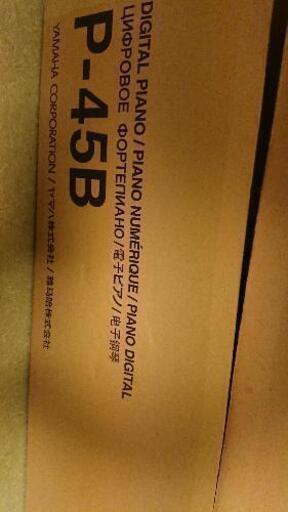 DIGITAL PIANO / PIANO NUMÉRIQUE / PIANO DIGITAL
ЦИФРОВОЕ ФОРТЕПИАНО / 電子ピアノ / 电子钢琴
P-45B
YAMAHA CORPORATION / ヤマハ株式会社 / 雅马哈株式会社